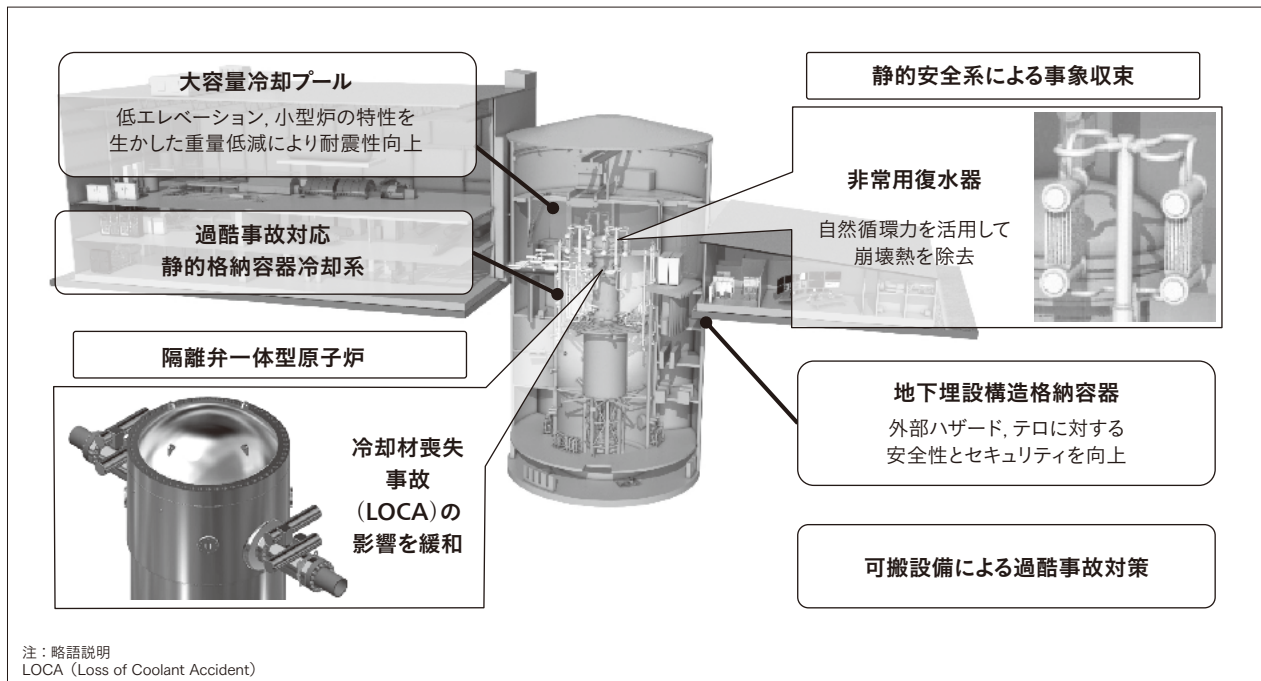 大容量冷却プール
低エレベーション, 小型炉の特性を
生かした重量低減により耐震性向上
過酷事故対応
静的格納容器冷却系
隔離弁一体型原子炉
冷却材喪失
事故
（LOCA）の
影響を緩和
静的安全系による事象収束
非常用復水器
自然循環力を活用して
崩壊熱を除去
地下埋設構造格納容器
外部ハザード, テロに対する
安全性とセキュリティを向上
可搬設備による過酷事故対策
注：略語説明
LOCA（Loss of Coolant Accident）